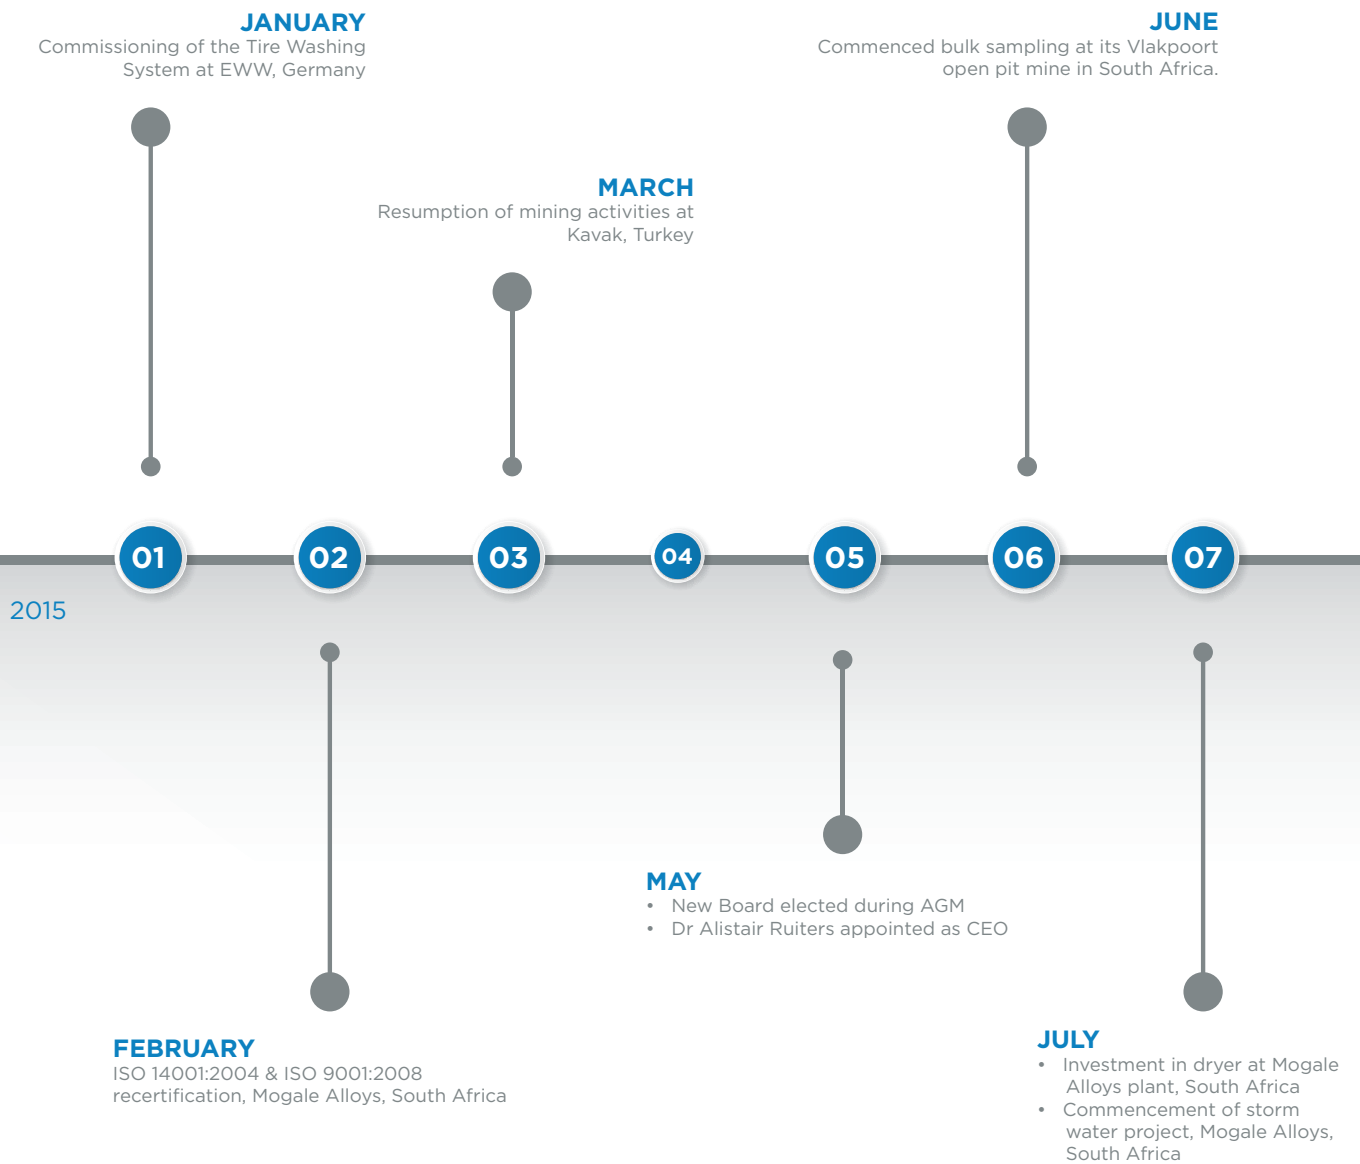 JANUARY
Commissioning of the Tire Washing
System at EWW, Germany
JUNE
Commenced bulk sampling at its Vlakpoort
open pit mine in South Africa.
MARCH
Resumption of mining activities at
Kavak, Turkey
01
02
03
04
05
06
07
2015
MAY
• New Board elected during AGM
• Dr Alistair Ruiters appointed as CEO
FEBRUARY
ISO 14001:2004 & ISO 9001:2008
recertification, Mogale Alloys, South Africa
JULY
• Investment in dryer at Mogale
Alloys plant, South Africa
• Commencement of storm
water project, Mogale Alloys,
South Africa